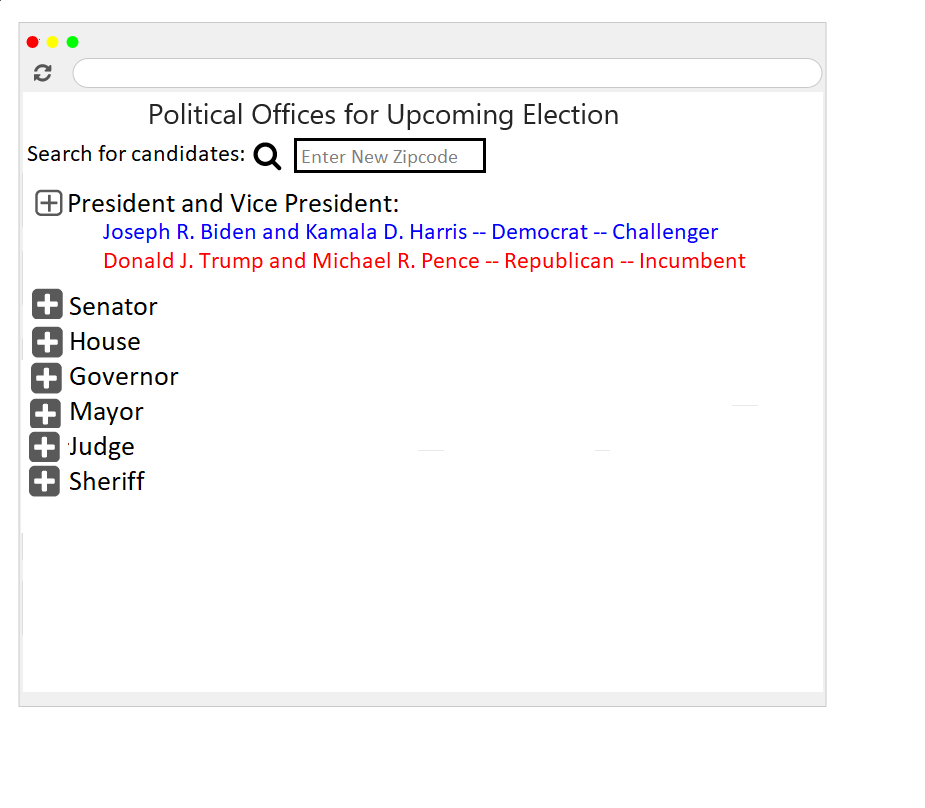 Political Offices for Upcoming Election
Search for candidates: Enter New Zipcode
President and Vice President:
Joseph R. Biden and Kamala D. Harris -- Democrat -- Challenger
Donald J. Trump and Michael R. Pence -- Republican -- Incumbent
Senator
House
Governor
Mayor
Judge
Sheriff